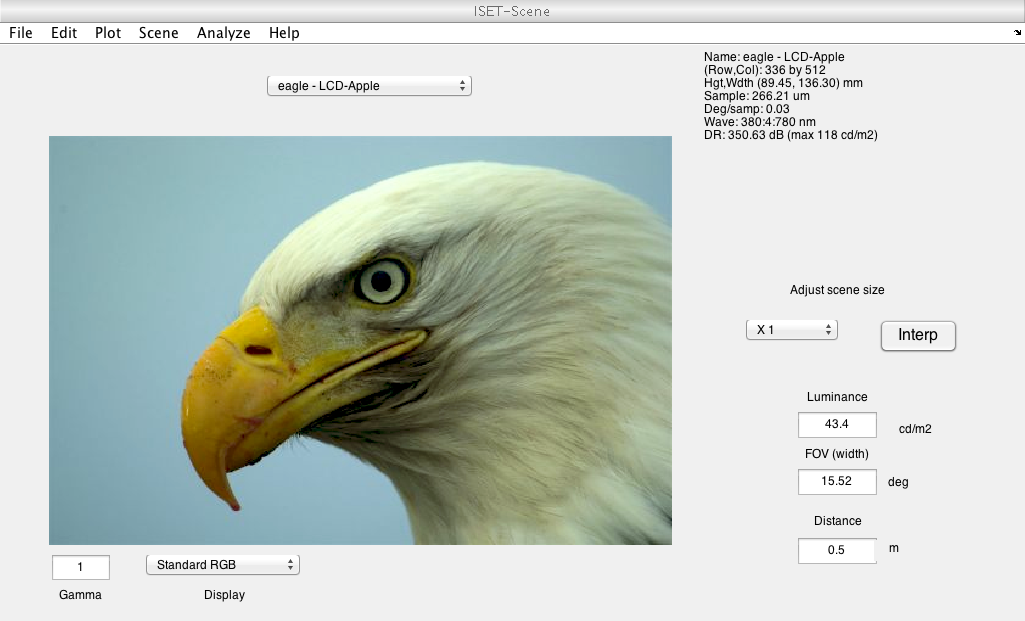 ISET-Scene
File Edit Plot Scene Analyze Help
eagle - LCD-Apple
Name: eagle - LCD-Apple
(Row,Col): 336 by 512
Hgt,Wdth (89.45, 136.30) mm
Sample: 266.21 um
Deg/samp: 0.03
Wave: 380:4:780 nm
DR: 350.63 dB (max 118 cd/m2)
Adjust scene size
X 1
Interp
Luminance
43.4 cd/m2
FOV (width)
15.52 deg
Distance
0.5 m
1 Standard RGB
Gamma Display